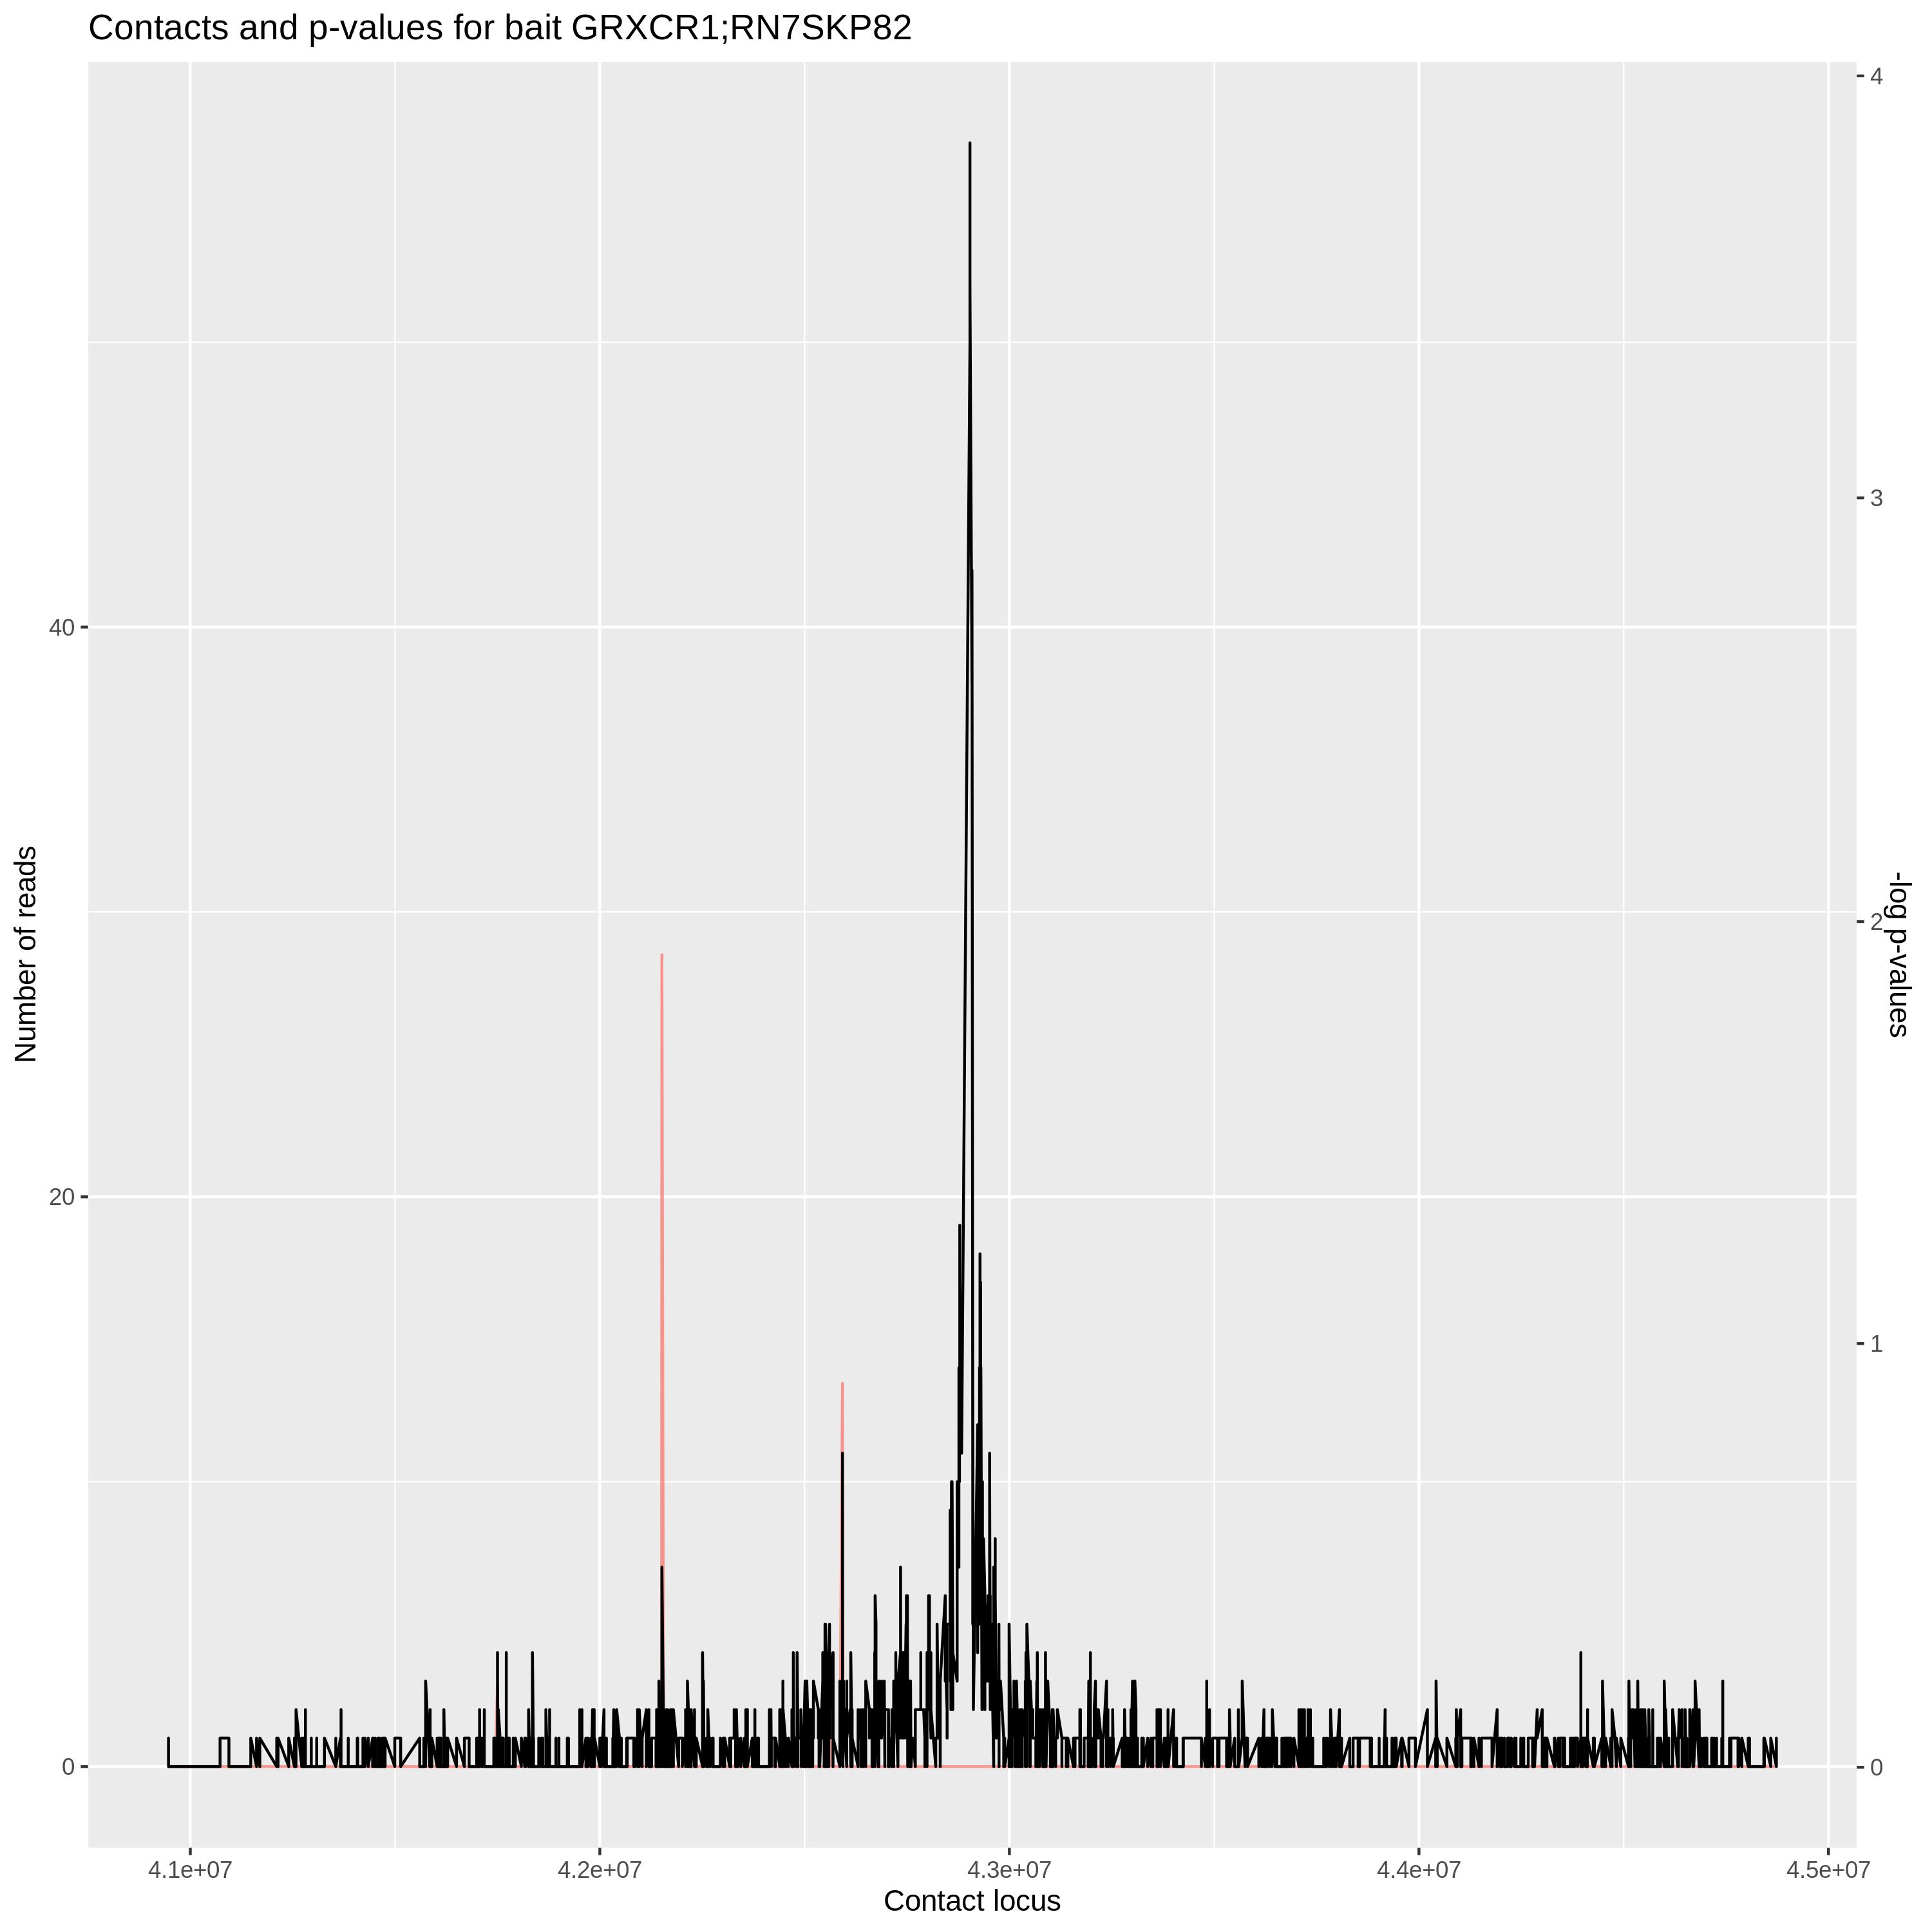 Contacts and p-values for bait GRXCR1;RN7SKP82
4
3
40
2
-log p-values
Number of reads
1
20
0
0
4.1e+07
4.2e+07
4.3e+07
4.4e+07
4.5e+07
Contact locus